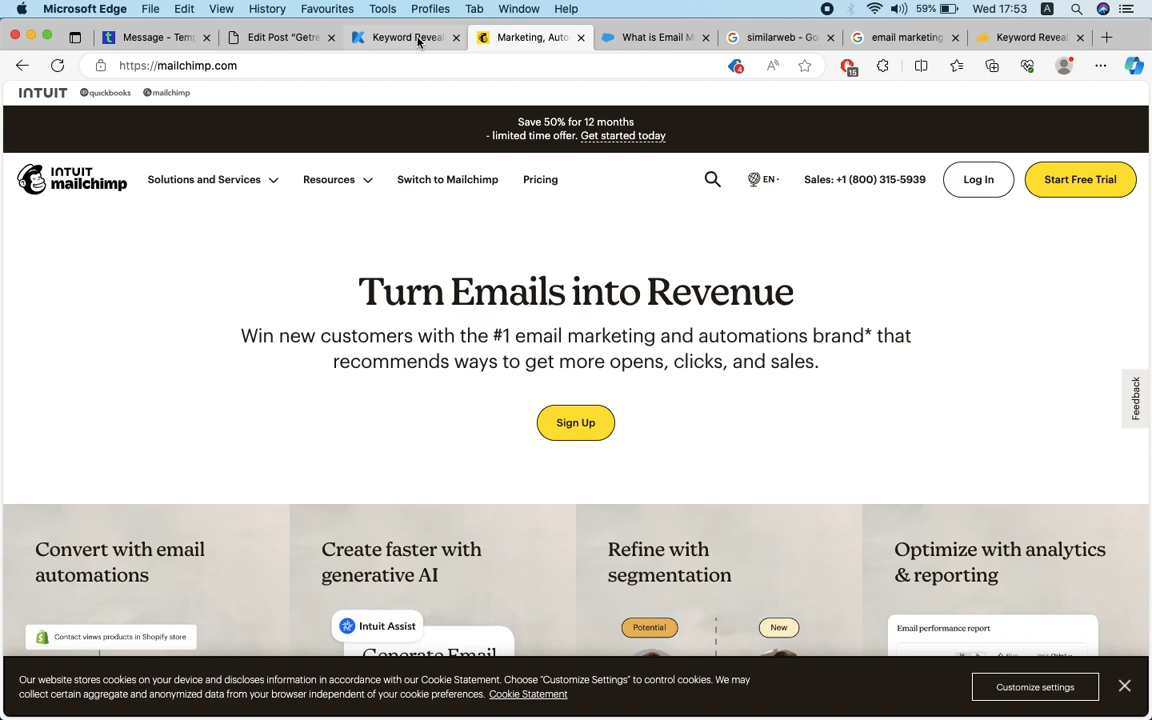 Microsoft Edge File Edit View History Favourites Tools Profiles Tab Window Help 59% Wed 17:53 A
Message - Tem Edit Post "Getre Keyword Reveal Marketing, Auto What is Email M similarweb - Go email marketing Keyword Reveal
https://mailchimp.com 4 A 15
INTUIT quickbooks mailchimp
Save 50% for 12 months
- limited time offer. Get started today
INTUIT
mailchimp
Solutions and Services Resources Switch to Mailchimp Pricing EN Sales: +1 (800) 315-5939 Log In Start Free Trial
Turn Emails into Revenue
Win new customers with the #1 email marketing and automations brand* that
recommends ways to get more opens, clicks, and sales.
Sign Up
Feedback
Convert with email
automations
Create faster with
generative AI
Refine with
segmentation
Optimize with analytics
& reporting
Contact views products in Shopify store
Intuit Assist
Generate Email
Potential
New
Email performance report
Our website stores cookies on your device and discloses information in accordance with our Cookie Statement. Choose "Customize Settings" to control cookies. We may
collect certain aggregate and anonymized data from your browser independent of your cookie preferences. Cookie Statement
Customize settings